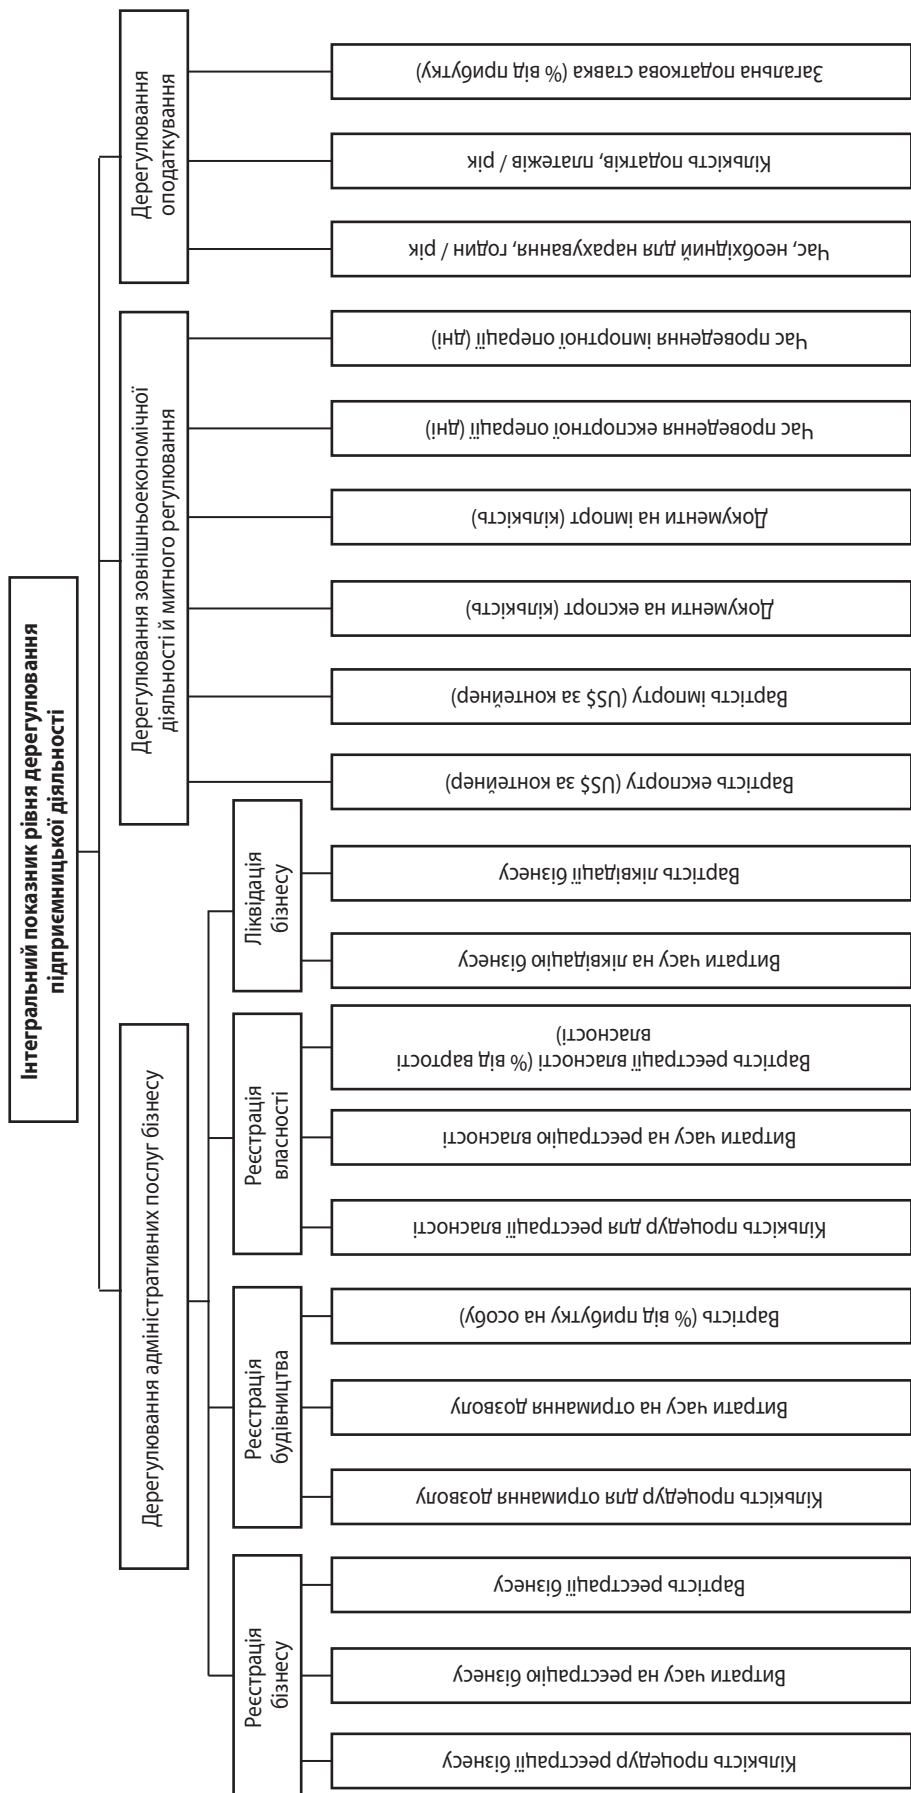 Інтегральний показник рівня дерегулювання
підприємницької діяльності
Дерегулювання адміністративних послуг бізнесу
Дерегулювання зовнішньоекономічної
діяльності й митного регулювання
Дерегулювання
оподаткування
Реєстрація
бізнесу
Реєстрація
будівництва
Реєстрація
власності
Ліквідація
бізнесу
Кількість процедур реєстрації бізнесу
Витрати часу на реєстрацію бізнесу
Вартість реєстрації бізнесу
Кількість процедур для отримання дозволу
Витрати часу на отримання дозволу
Вартість (% від прибутку на особу)
Кількість процедур для реєстрації власності
Витрати часу на реєстрацію власності
Вартість реєстрації власності (% від вартості
власності)
Витрати часу на ліквідацію бізнесу
Вартість ліквідації бізнесу
Вартість експорту (US$ за контейнер)
Вартість імпорту (US$ за контейнер)
Документи на експорт (кількість)
Документи на імпорт (кількість)
Час проведення експортної операції (дні)
Час проведення імпортної операції (дні)
Час, необхідний для нарахування, годин / рік
Кількість податків, платежів / рік
Загальна податкова ставка (% від прибутку)